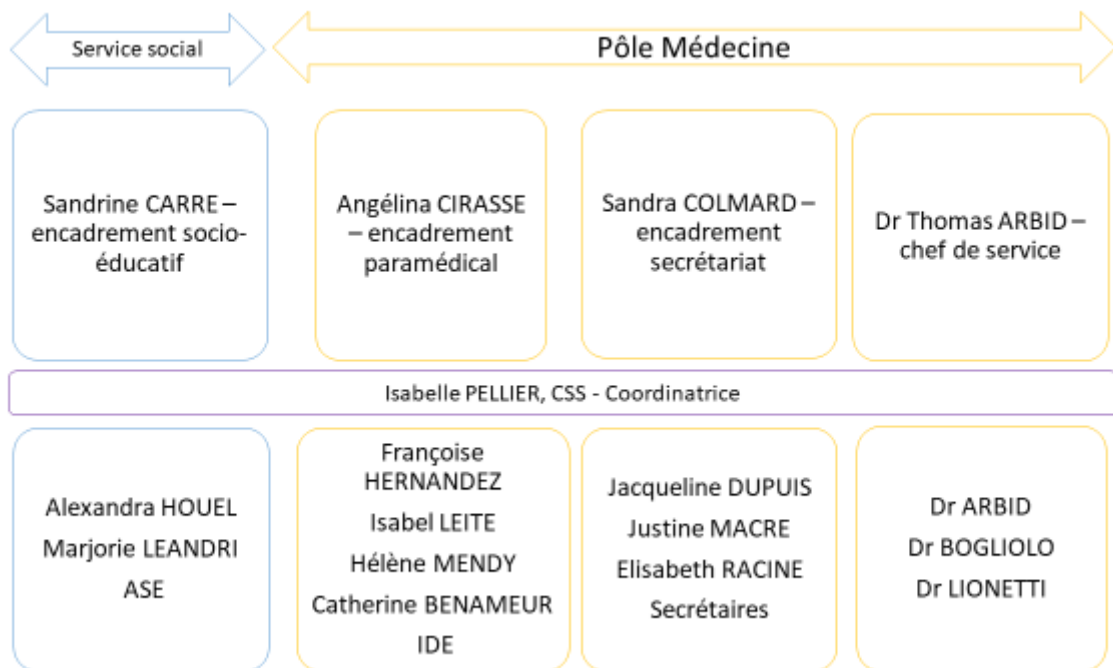 Service social
Pôle Médecine
Sandrine CARRE –
encadrement socio-
éducatif
Angélina CIRASSE
– encadrement
paramédical
Sandra COLMARD –
encadrement
secrétariat
Dr Thomas ARBID –
chef de service
Isabelle PELLIER, CSS - Coordinatrice
Alexandra HOUEL
Marjorie LEANDRI
ASE
Françoise
HERNANDEZ
Isabel LEITE
Hélène MENDY
Catherine BENAMEUR
IDE
Jacqueline DUPUIS
Justine MACRE
Elisabeth RACINE
Secrétaires
Dr ARBID
Dr BOGLIOLO
Dr LIONETTI